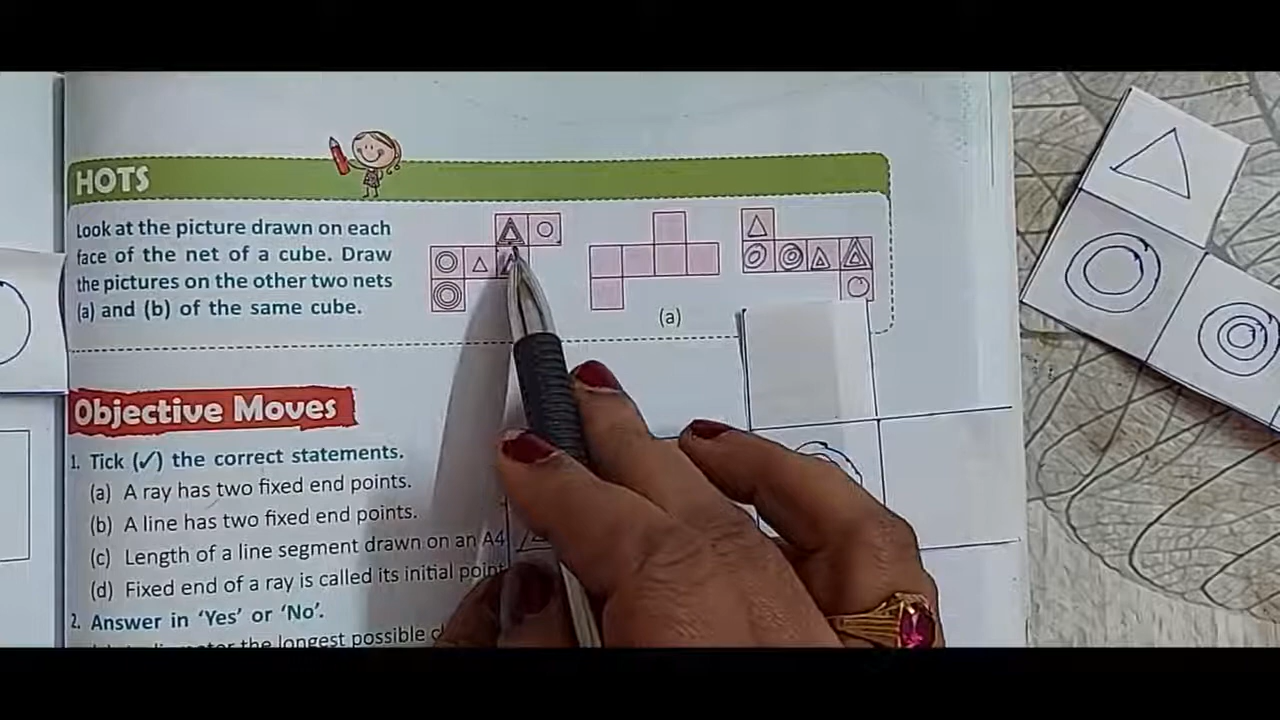 HOTS
Look at the picture drawn on each
face of the net of a cube. Draw
the pictures on the other two nets
(a) and (b) of the same cube.
(a)
Objective Moves
1. Tick (✓) the correct statements.
(a) A ray has two fixed end points.
(b) A line has two fixed end points.
(c) Length of a line segment drawn on an A4
(d) Fixed end of a ray is called its initial point
2. Answer in ‘Yes’ or ‘No’.
the longest possible